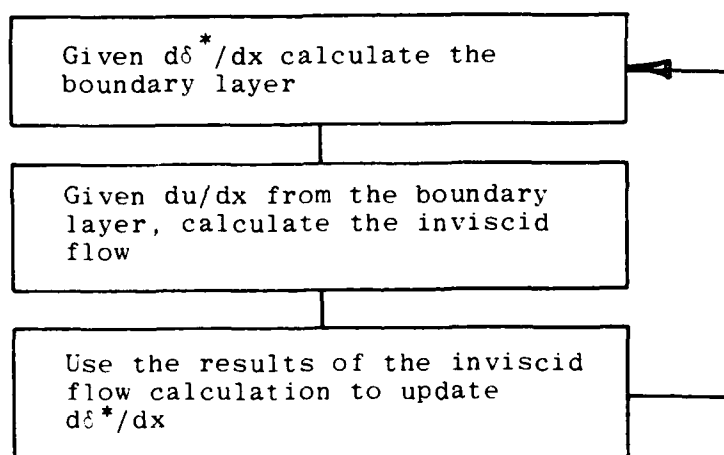 Given dδ*/dx calculate the
boundary layer
Given du/dx from the boundary
layer, calculate the inviscid
flow
Use the results of the inviscid
flow calculation to update
dδ*/dx